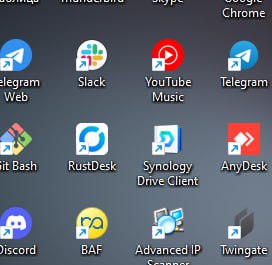 Thunderbird
Skype
Google
Chrome
Telegram
Web
Slack
YouTube
Music
Telegram
Git Bash
RustDesk
Synology
Drive Client
AnyDesk
Discord
BAF
Advanced IP
Scanner
Twingate